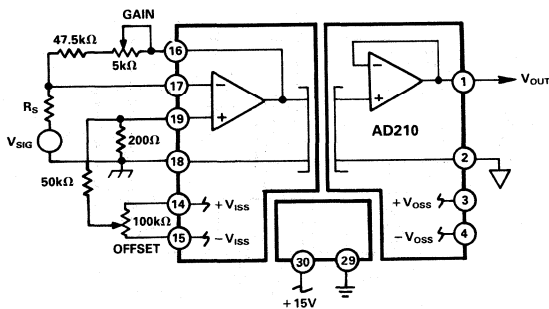 GAIN
47.5kΩ
5kΩ
16
17
19
18
RS
VSIG
200Ω
50kΩ
100kΩ
OFFSET
14
+VISS
15
-VISS
AD210
1
VOUT
2
+VOSS
3
-VOSS
4
30
29
+15V
-
+
-
+